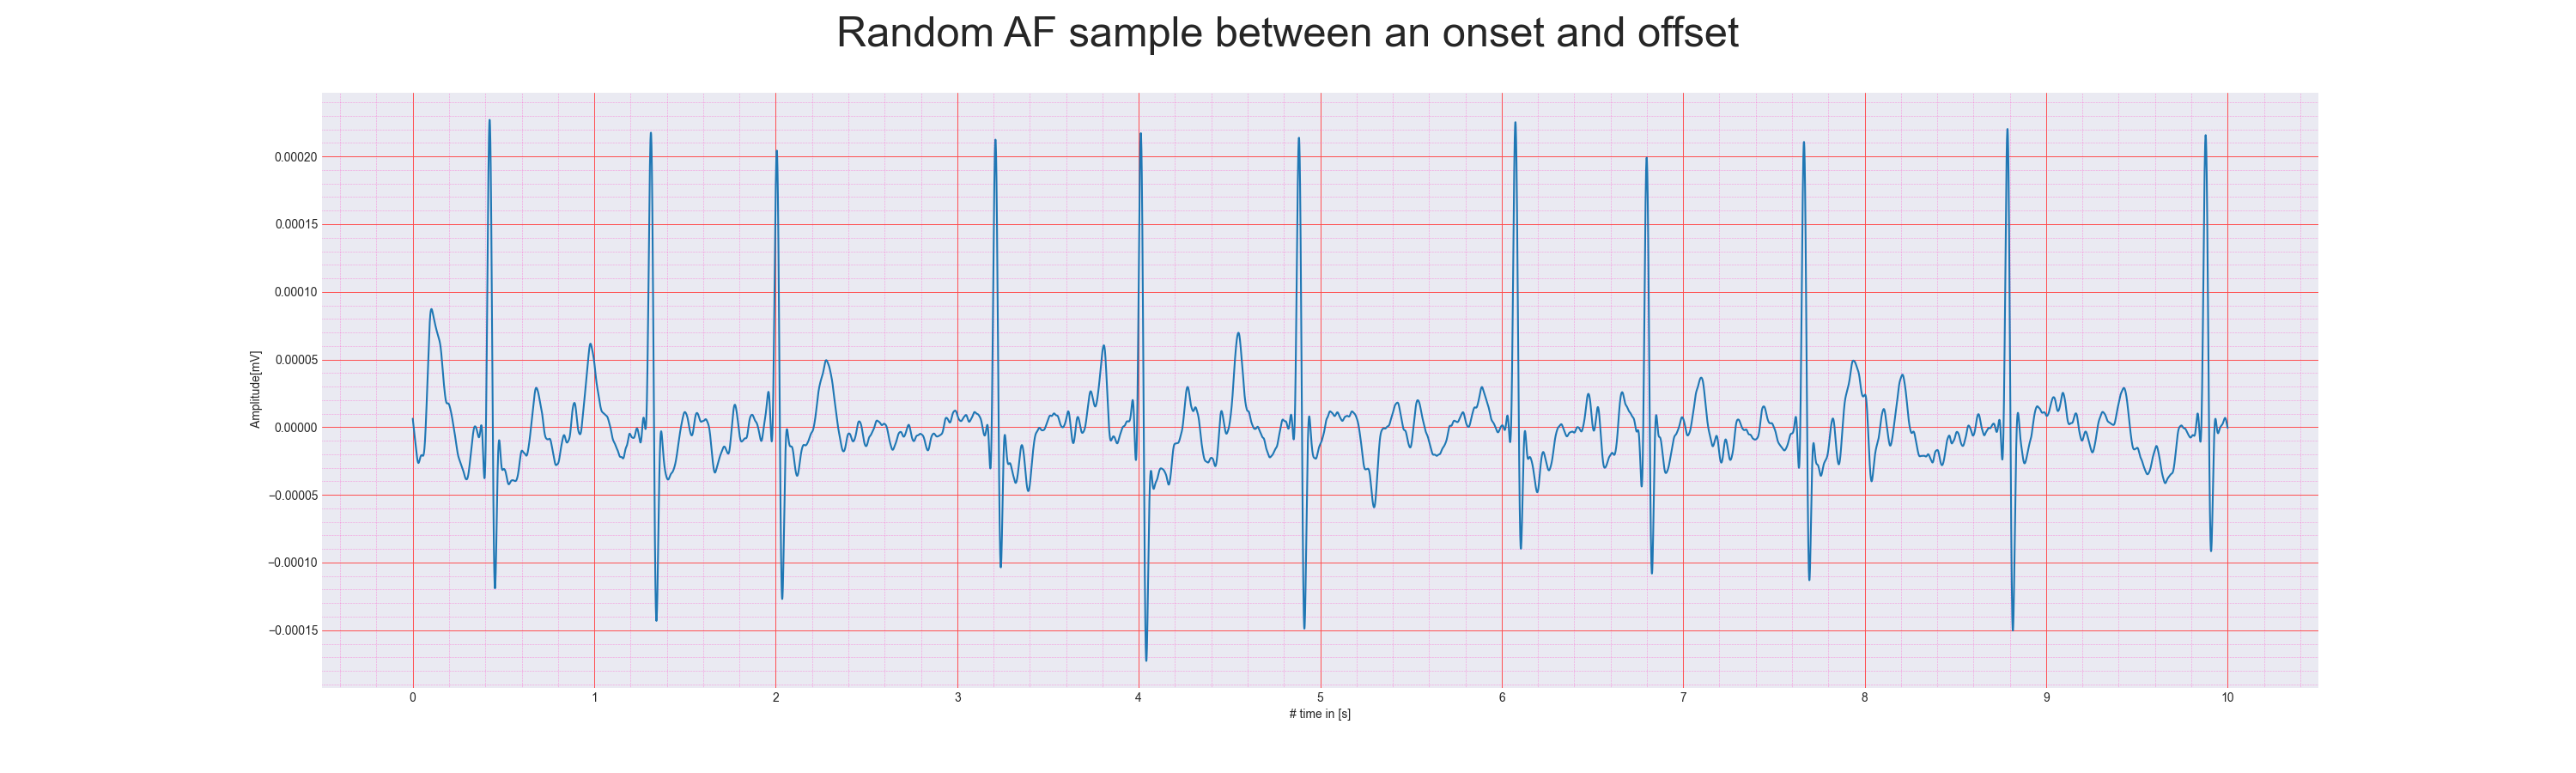 Random AF sample between an onset and offset
0.00020
0.00015
0.00010
0.00005
0.00000
−0.00005
−0.00010
−0.00015
Amplitude[mV]
0 1 2 3 4 5 6 7 8 9 10
# time in [s]